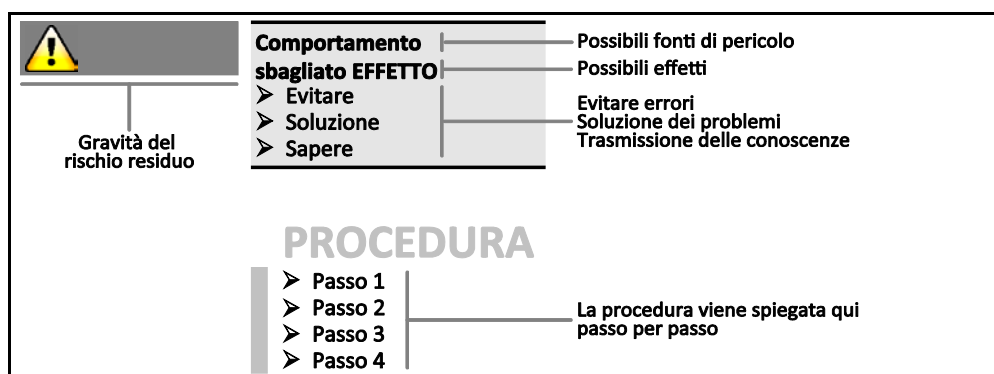 Comportamento
sbagliato EFFETTO
Evitare
Soluzione
Sapere
Possibili fonti di pericolo
Possibili effetti
Evitare errori
Soluzione dei problemi
Trasmissione delle conoscenze
Gravità del
rischio residuo
PROCEDURA
Passo 1
Passo 2
Passo 3
Passo 4
La procedura viene spiegata qui
passo per passo